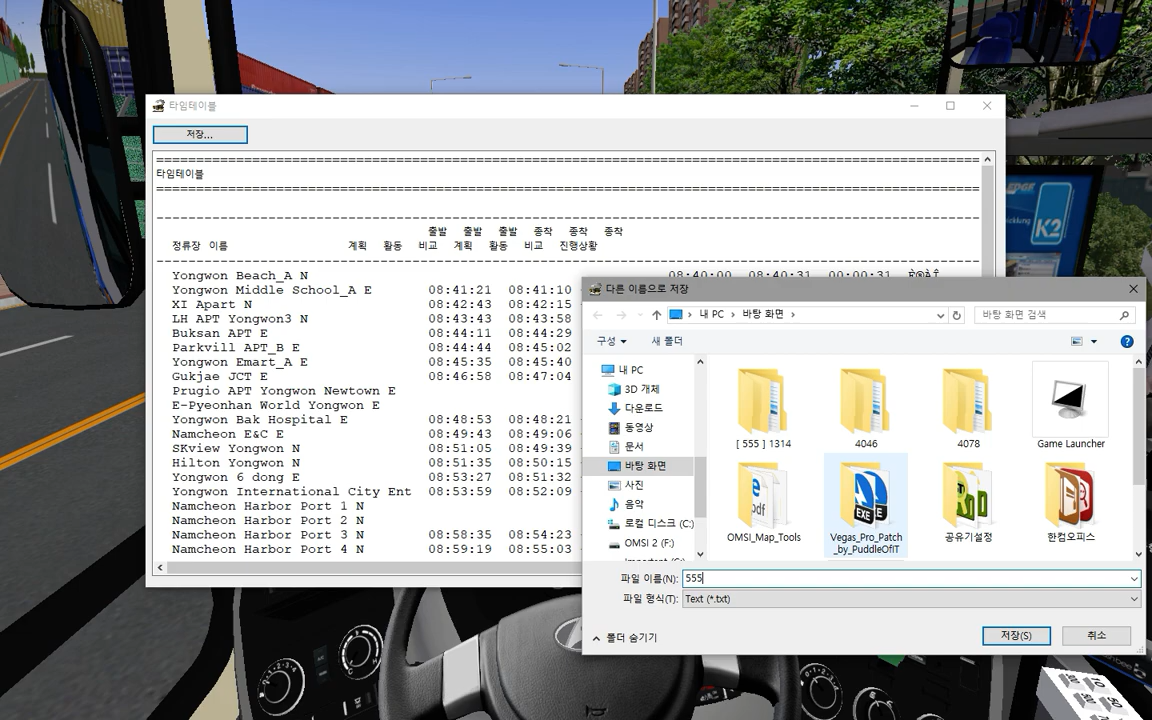 타임테이블
저장...
타임테이블
출발 출발 출발 종착 종착 종착
정류장 이름 계획 활동 비교 계획 활동 비교 진행상황
Yongwon Beach_A N 08:40:00 08:40:31 00:00:31
Yongwon Middle School_A E 08:41:21 08:41:10
XI Apart N 08:42:43 08:42:15
LH APT Yongwon3 N 08:43:43 08:43:58
Buksan APT E 08:44:11 08:44:29
Parkvill APT_B E 08:44:44 08:45:02
Yongwon Emart_A E 08:45:35 08:45:40
Gukjae JCT E 08:46:58 08:47:04
Prugio APT Yongwon Newtown E
E-Pyeonhan World Yongwon E
Yongwon Bak Hospital E 08:48:53 08:48:21
Namcheon E&C E 08:49:43 08:49:06
SKview Yongwon N 08:51:05 08:49:39
Hilton Yongwon N 08:51:35 08:50:15
Yongwon 6 dong E 08:53:27 08:51:32
Yongwon International City Ent 08:53:59 08:52:09
Namcheon Harbor Port 1 N
Namcheon Harbor Port 2 N
Namcheon Harbor Port 3 N 08:58:35 08:54:23
Namcheon Harbor Port 4 N 08:59:19 08:55:03
다른 이름으로 저장
내 PC › 바탕 화면 ›
바탕 화면 검색
구성
새 폴더
내 PC
3D 개체
다운로드
동영상
문서
바탕 화면
사진
음악
로컬 디스크 (C:)
OMSI 2 (F:)
[ 555 ] 1314
4046
4078
Game Launcher
OMSI_Map_Tools
Vegas_Pro_Patch
_by_PuddleOfIT
공유기설정
한컴오피스
파일 이름(N): 555
파일 형식(T): Text (*.txt)
폴더 숨기기
저장(S)
취소
K2